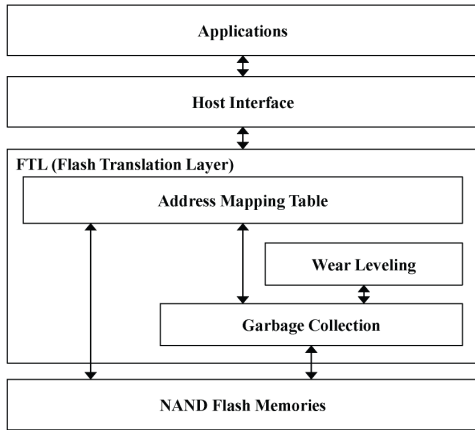 Applications
Host Interface
FTL (Flash Translation Layer)
Address Mapping Table
Wear Leveling
Garbage Collection
NAND Flash Memories